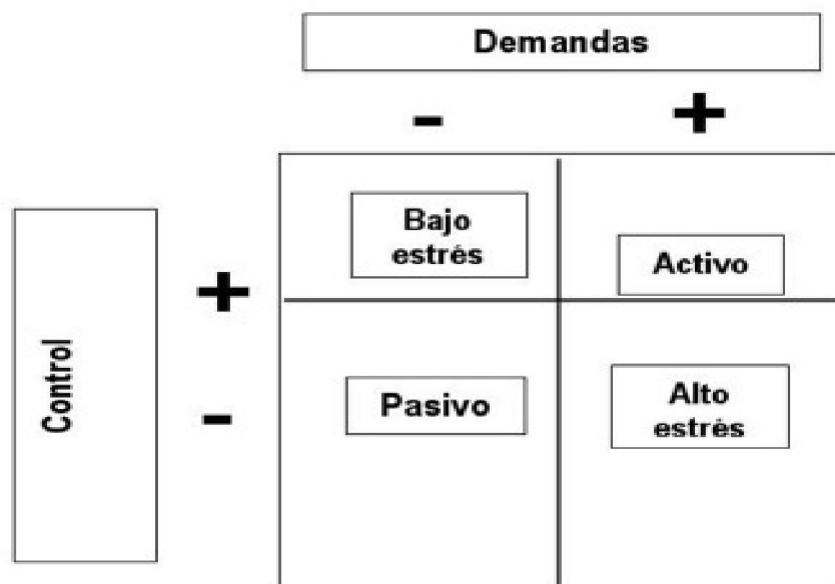 Demandas
- +
Bajo
estrés
Activo
+
Control
-
Pasivo
Alto
estrés